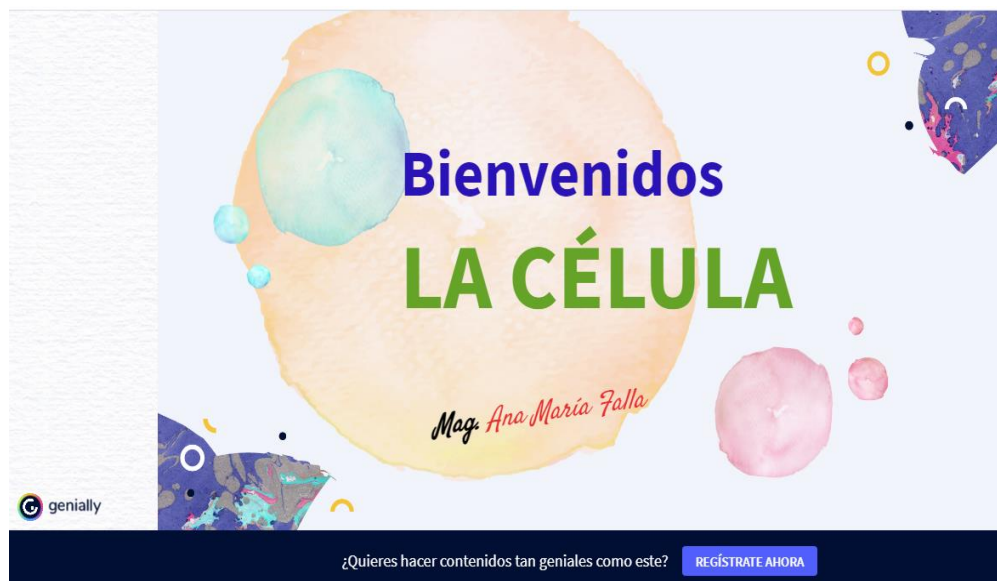 Bienvenidos
LA CÉLULA
Mag. Ana María Falla
genially
¿Quieres hacer contenidos tan geniales como este?
REGÍSTRATE AHORA